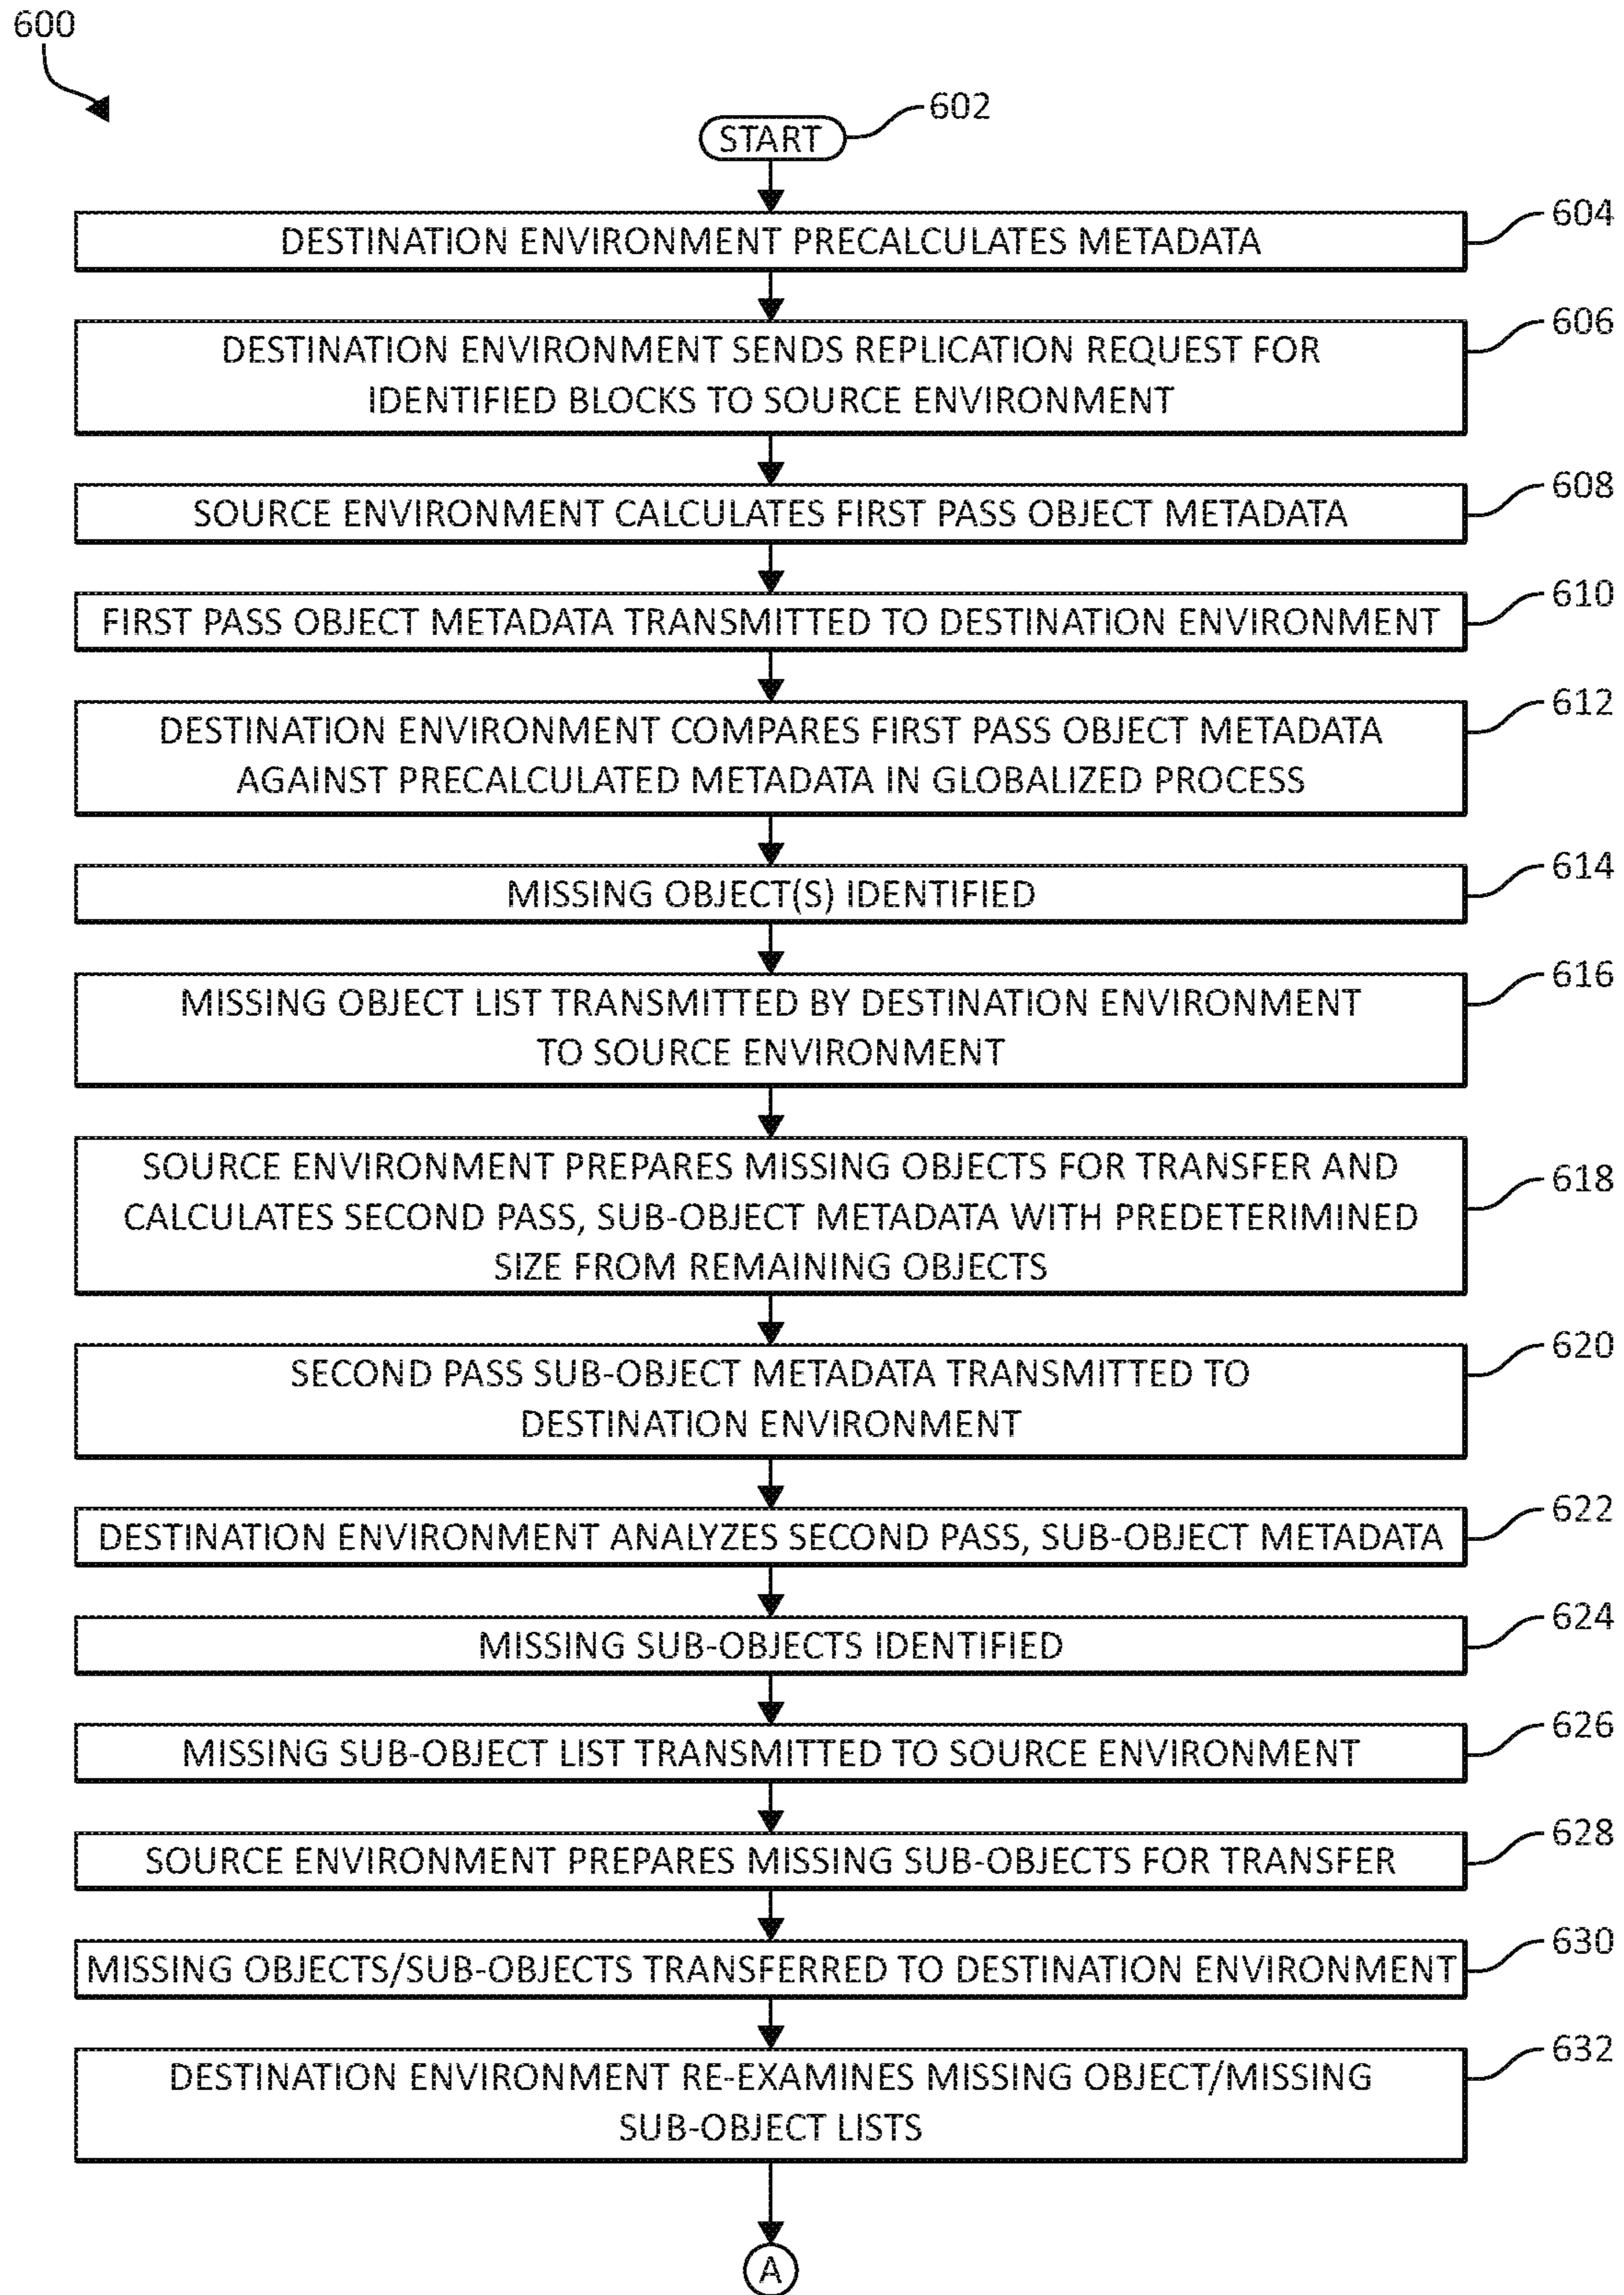 600
START
602
DESTINATION ENVIRONMENT PRECALCULATES METADATA
604
DESTINATION ENVIRONMENT SENDS REPLICATION REQUEST FOR
IDENTIFIED BLOCKS TO SOURCE ENVIRONMENT
606
SOURCE ENVIRONMENT CALCULATES FIRST PASS OBJECT METADATA
608
FIRST PASS OBJECT METADATA TRANSMITTED TO DESTINATION ENVIRONMENT
610
DESTINATION ENVIRONMENT COMPARES FIRST PASS OBJECT METADATA
AGAINST PRECALCULATED METADATA IN GLOBALIZED PROCESS
612
MISSING OBJECT(S) IDENTIFIED
614
MISSING OBJECT LIST TRANSMITTED BY DESTINATION ENVIRONMENT
TO SOURCE ENVIRONMENT
616
SOURCE ENVIRONMENT PREPARES MISSING OBJECTS FOR TRANSFER AND
CALCULATES SECOND PASS, SUB-OBJECT METADATA WITH PREDETERIMINED
SIZE FROM REMAINING OBJECTS
618
SECOND PASS SUB-OBJECT METADATA TRANSMITTED TO
DESTINATION ENVIRONMENT
620
DESTINATION ENVIRONMENT ANALYZES SECOND PASS, SUB-OBJECT METADATA
622
MISSING SUB-OBJECTS IDENTIFIED
624
MISSING SUB-OBJECT LIST TRANSMITTED TO SOURCE ENVIRONMENT
626
SOURCE ENVIRONMENT PREPARES MISSING SUB-OBJECTS FOR TRANSFER
628
MISSING OBJECTS/SUB-OBJECTS TRANSFERRED TO DESTINATION ENVIRONMENT
630
DESTINATION ENVIRONMENT RE-EXAMINES MISSING OBJECT/MISSING
SUB-OBJECT LISTS
632
A